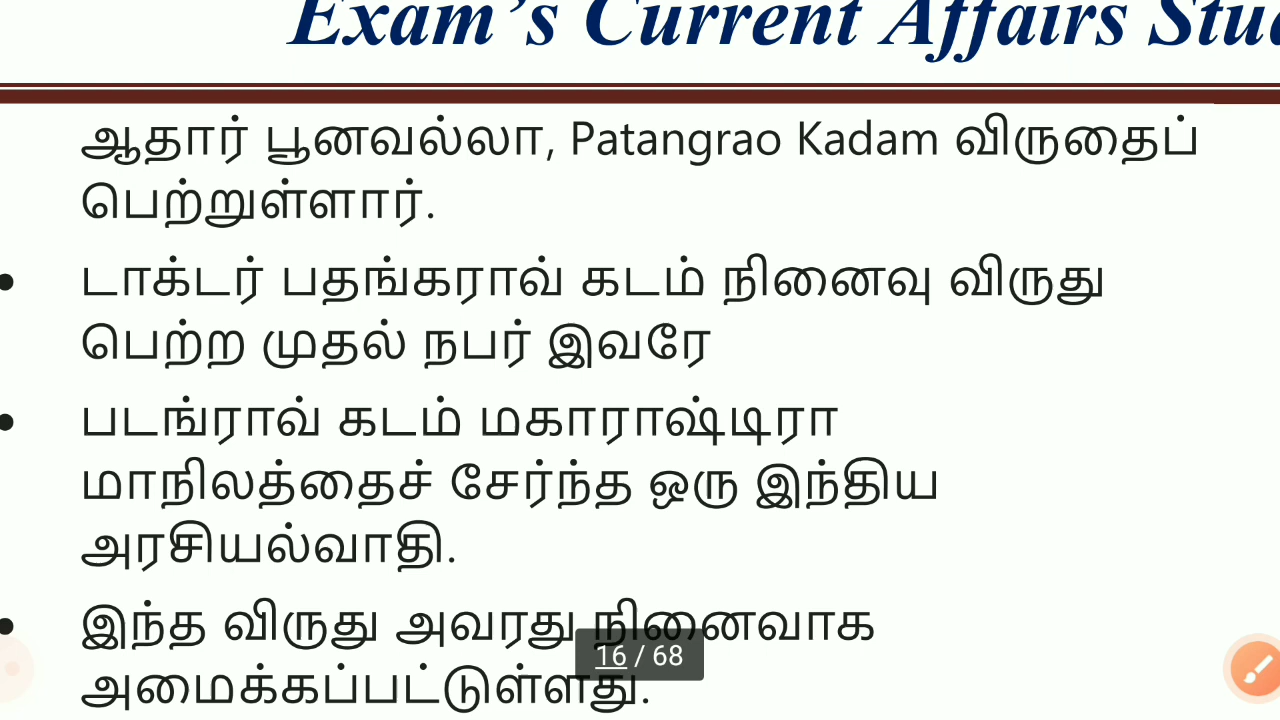 Exam’s Current Affairs
ஆதார் பூனவல்லா, Patangrao Kadam விருதைப்
பெற்றுள்ளார்.
• டாக்டர் பதங்கராவ் கடம் நினைவு விருது
பெற்ற முதல் நபர் இவரே
• படங்ராவ் கடம் மகாராஷ்டிரா
மாநிலத்தைச் சேர்ந்த ஒரு இந்திய
அரசியல்வாதி.
• இந்த விருது அவரது நினைவாக
16 / 68
அமைக்கப்பட்டுள்ளது.